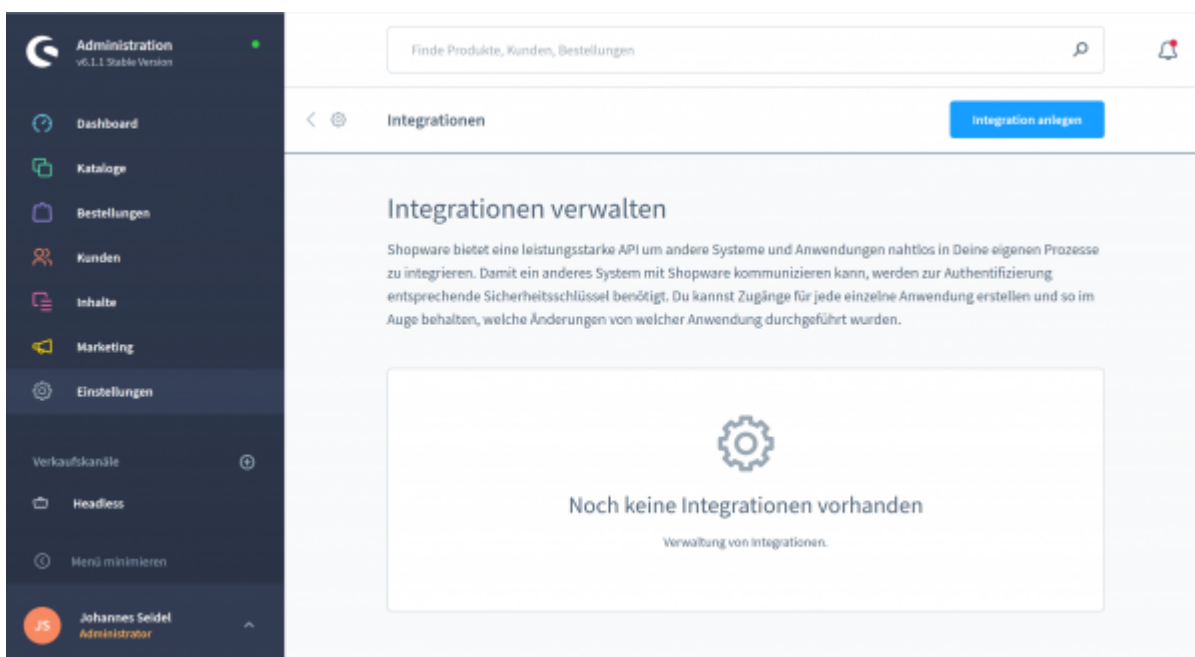 Administration
v6.1.1 Stable Version
Dashboard
Kataloge
Bestellungen
Kunden
Inhalte
Marketing
Einstellungen
Verkaufskanäle
Headless
Menü minimieren
JS
Johannes Seidel
Administrator
Finde Produkte, Kunden, Bestellungen
Integrationen
Integration anlegen
Integrationen verwalten
Shopware bietet eine leistungsstarke API um andere Systeme und Anwendungen nahtlos in Deine eigenen Prozesse
zu integrieren. Damit ein anderes System mit Shopware kommunizieren kann, werden zur Authentifizierung
entsprechende Sicherheitsschlüssel benötigt. Du kannst Zugänge für jede einzelne Anwendung erstellen und so im
Auge behalten, welche Änderungen von welcher Anwendung durchgeführt wurden.
Noch keine Integrationen vorhanden
Verwaltung von Integrationen.